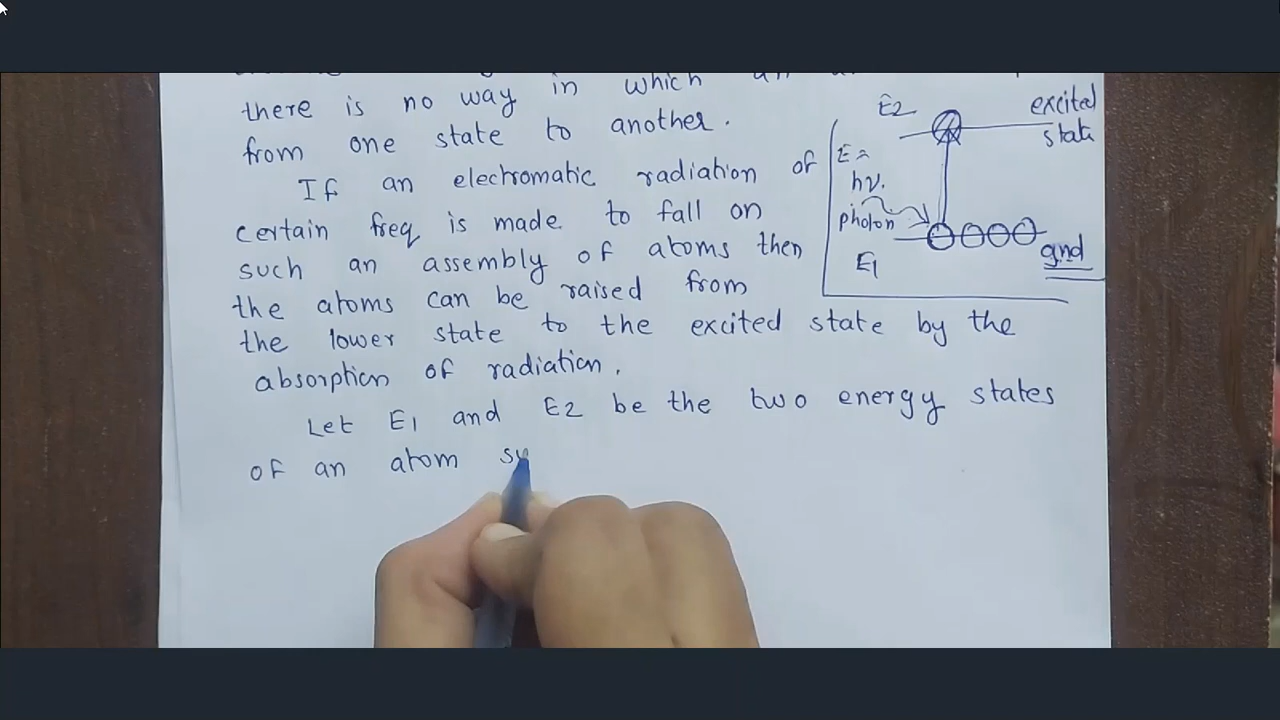 there is no way in which an
from one state to another.
If an electromatic radiation of
certain freq is made to fall on
such an assembly of atoms then
the atoms can be raised from
the lower state to the excited state by the
absorption of radiation.
Let E1 and E2 be the two energy states
of an atom su
E2 excited
state
E=
hν.
photon
E1 gnd